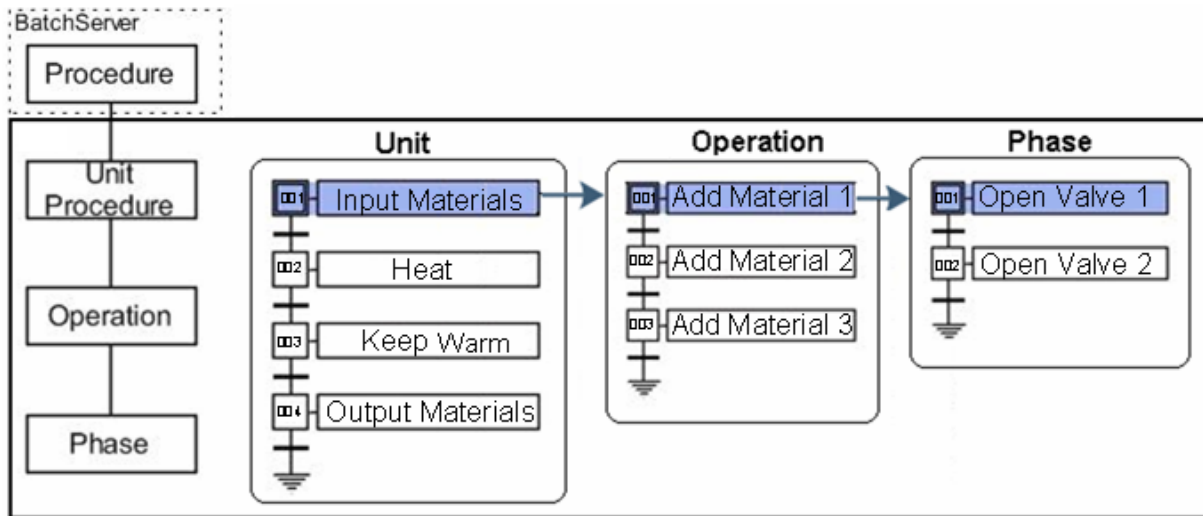 BatchServer
Procedure
Unit
Procedure
Operation
Phase
Unit
001 Input Materials
002 Heat
003 Keep Warm
004 Output Materials
Operation
001 Add Material 1
002 Add Material 2
003 Add Material 3
Phase
001 Open Valve 1
002 Open Valve 2